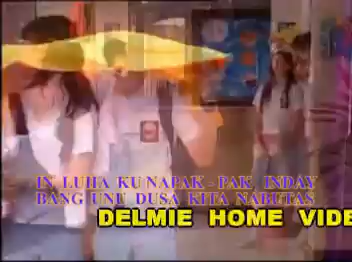 IN LUHA KU NAPAK - PAK, INDAY
BANG UNU DUSA KITA NABUTAS
DELMIE HOME VIDE